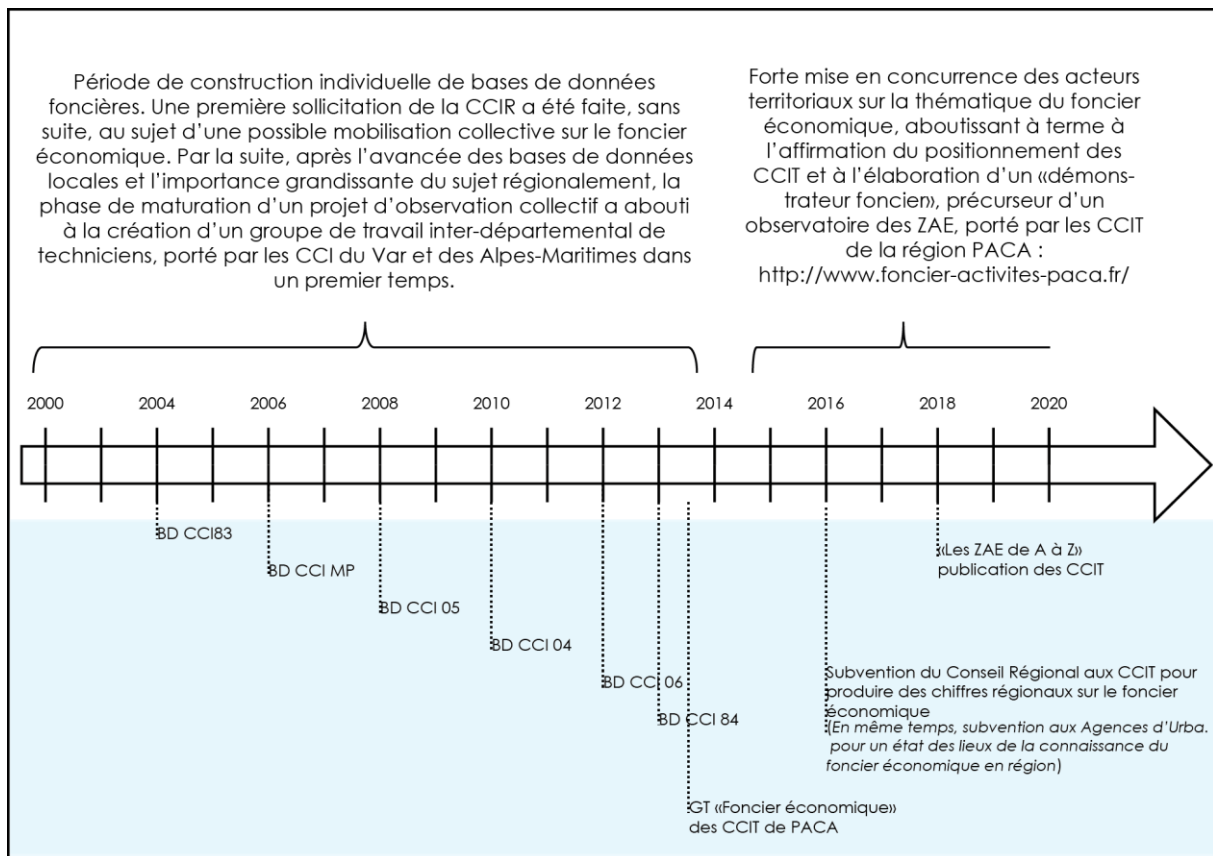 Période de construction individuelle de bases de données
foncières. Une première sollicitation de la CCIR a été faite, sans
suite, au sujet d’une possible mobilisation collective sur le foncier
économique. Par la suite, après l’avancée des bases de données
locales et l’importance grandissante du sujet régionalement, la
phase de maturation d’un projet d’observation collectif a abouti
à la création d’un groupe de travail inter-départemental de
techniciens, porté par les CCI du Var et des Alpes-Maritimes dans
un premier temps.
Forte mise en concurrence des acteurs
territoriaux sur la thématique du foncier
économique, aboutissant à terme à
l’affirmation du positionnement des
CCIT et à l’élaboration d’un «démons-
trateur foncien», précurseur d’un
observatoire des ZAE, porté par les CCIT
de la région PACA :
http://www.foncier-activites-paca.fr/
2000 2004 2006 2008 2010 2012 2014 2016 2018 2020
BD CCI83
BD CCI MP
BD CCI 05
BD CCI 04
BD CCI 06
BD CCI 84
GT «Foncier économique»
des CCIT de PACA
Subvention du Conseil Régional aux CCIT pour
produire des chiffres régionaux sur le foncier
économique
(En même temps, subvention aux Agences d’Urba.
pour un état des lieux de la connaissance du
foncier économique en région)
«Les ZAE de A à Z»
publication des CCIT